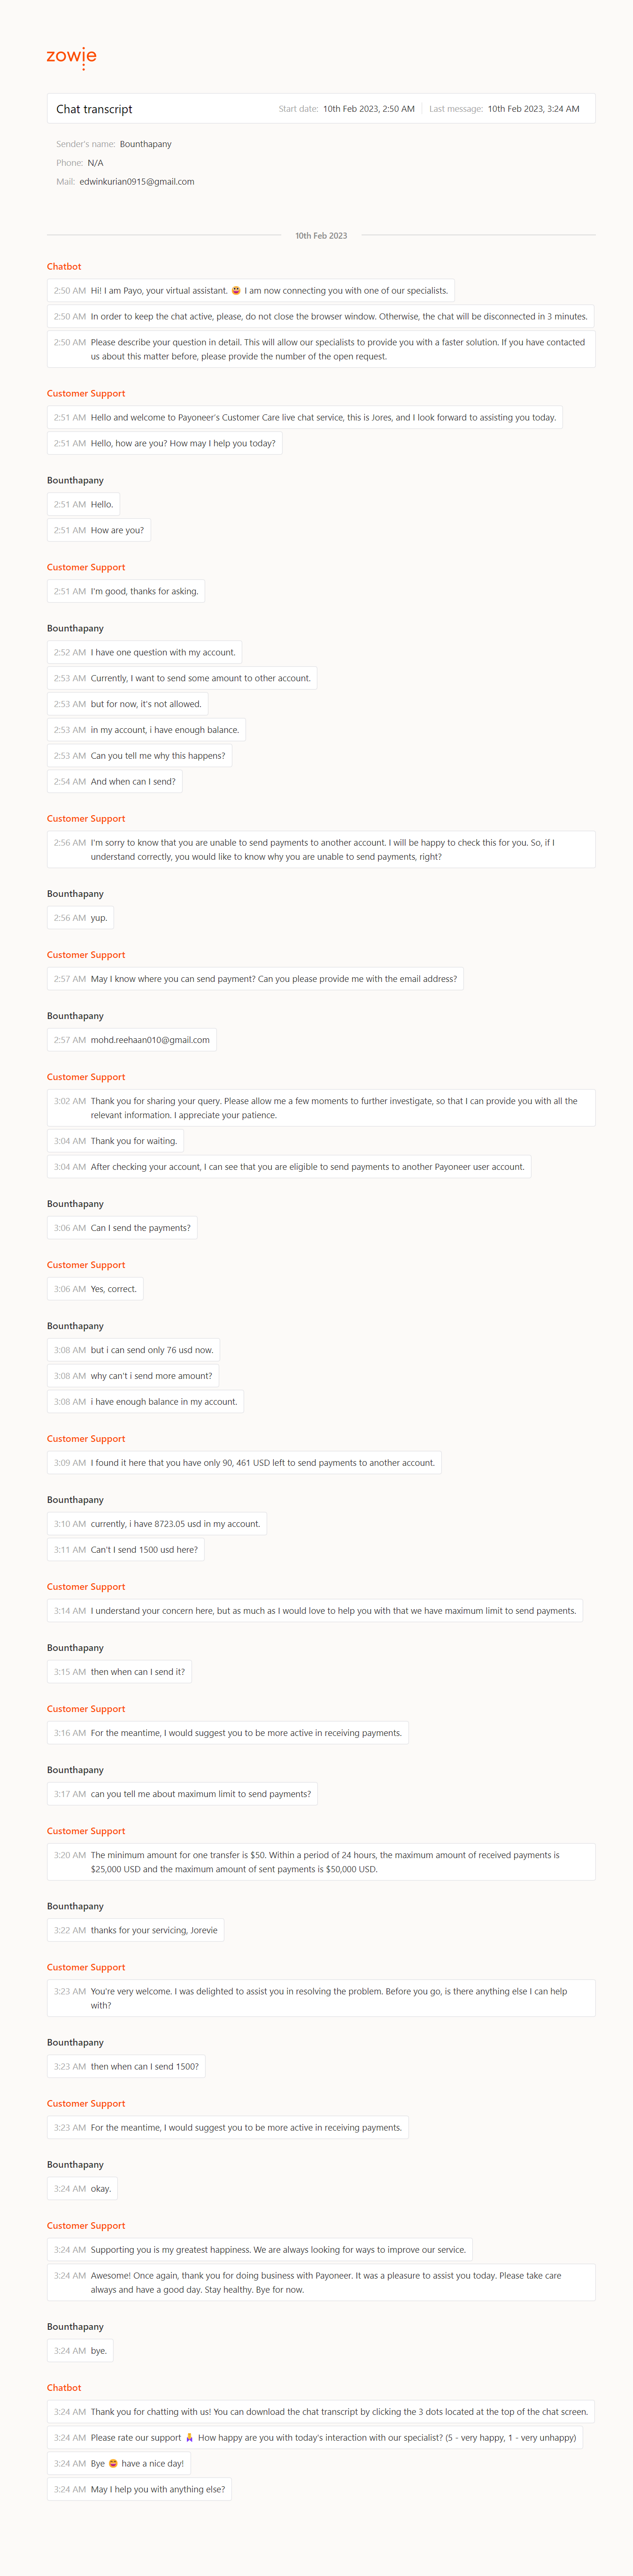 zowie
Chat transcript
Start date: 10th Feb 2023, 2:50 AM
Last message: 10th Feb 2023, 3:24 AM
Sender's name: Bounthapany
Phone: N/A
Mail: edwinkurian0915@gmail.com
10th Feb 2023
Chatbot
2:50 AM Hi! I am Payo, your virtual assistant. 😃 I am now connecting you with one of our specialists.
2:50 AM In order to keep the chat active, please, do not close the browser window. Otherwise, the chat will be disconnected in 3 minutes.
2:50 AM Please describe your question in detail. This will allow our specialists to provide you with a faster solution. If you have contacted
us about this matter before, please provide the number of the open request.
Customer Support
2:51 AM Hello and welcome to Payoneer's Customer Care live chat service, this is Jores, and I look forward to assisting you today.
2:51 AM Hello, how are you? How may I help you today?
Bounthapany
2:51 AM Hello.
2:51 AM How are you?
Customer Support
2:51 AM I'm good, thanks for asking.
Bounthapany
2:52 AM I have one question with my account.
2:53 AM Currently, I want to send some amount to other account.
2:53 AM but for now, it's not allowed.
2:53 AM in my account, i have enough balance.
2:53 AM Can you tell me why this happens?
2:54 AM And when can I send?
Customer Support
2:56 AM I'm sorry to know that you are unable to send payments to another account. I will be happy to check this for you. So, if I
understand correctly, you would like to know why you are unable to send payments, right?
Bounthapany
2:56 AM yup.
Customer Support
2:57 AM May I know where you can send payment? Can you please provide me with the email address?
Bounthapany
2:57 AM mohd.reehaan010@gmail.com
Customer Support
3:02 AM Thank you for sharing your query. Please allow me a few moments to further investigate, so that I can provide you with all the
relevant information. I appreciate your patience.
3:04 AM Thank you for waiting.
3:04 AM After checking your account, I can see that you are eligible to send payments to another Payoneer user account.
Bounthapany
3:06 AM Can I send the payments?
Customer Support
3:06 AM Yes, correct.
Bounthapany
3:08 AM but i can send only 76 usd now.
3:08 AM why can't i send more amount?
3:08 AM i have enough balance in my account.
Customer Support
3:09 AM I found it here that you have only 90, 461 USD left to send payments to another account.
Bounthapany
3:10 AM currently, i have 8723.05 usd in my account.
3:11 AM Can't I send 1500 usd here?
Customer Support
3:14 AM I understand your concern here, but as much as I would love to help you with that we have maximum limit to send payments.
Bounthapany
3:15 AM then when can I send it?
Customer Support
3:16 AM For the meantime, I would suggest you to be more active in receiving payments.
Bounthapany
3:17 AM can you tell me about maximum limit to send payments?
Customer Support
3:20 AM The minimum amount for one transfer is $50. Within a period of 24 hours, the maximum amount of received payments is
$25,000 USD and the maximum amount of sent payments is $50,000 USD.
Bounthapany
3:22 AM thanks for your servicing, Jorevie
Customer Support
3:23 AM You're very welcome. I was delighted to assist you in resolving the problem. Before you go, is there anything else I can help
with?
Bounthapany
3:23 AM then when can I send 1500?
Customer Support
3:23 AM For the meantime, I would suggest you to be more active in receiving payments.
Bounthapany
3:24 AM okay.
Customer Support
3:24 AM Supporting you is my greatest happiness. We are always looking for ways to improve our service.
3:24 AM Awesome! Once again, thank you for doing business with Payoneer. It was a pleasure to assist you today. Please take care
always and have a good day. Stay healthy. Bye for now.
Bounthapany
3:24 AM bye.
Chatbot
3:24 AM Thank you for chatting with us! You can download the chat transcript by clicking the 3 dots located at the top of the chat screen.
3:24 AM Please rate our support How happy are you with today's interaction with our specialist? (5 - very happy, 1 - very unhappy)
3:24 AM Bye 😄 have a nice day!
3:24 AM May I help you with anything else?